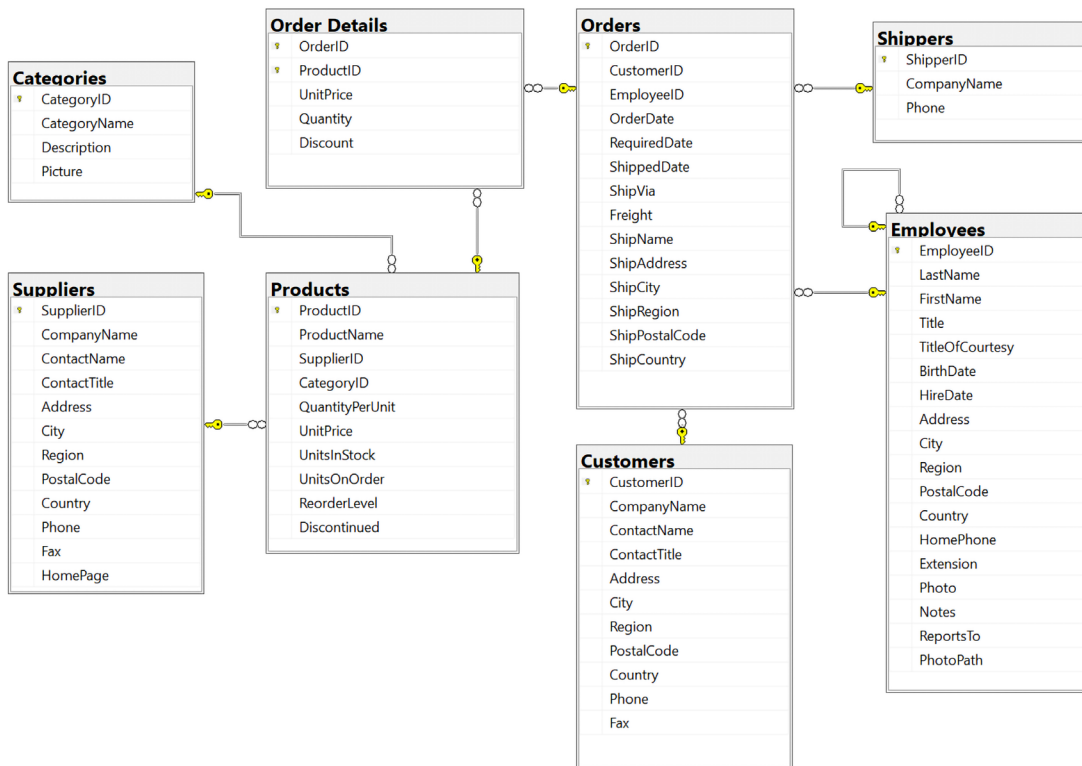 Categories
CategoryID
CategoryName
Description
Picture
Order Details
OrderID
ProductID
UnitPrice
Quantity
Discount
Orders
OrderID
CustomerID
EmployeeID
OrderDate
RequiredDate
ShippedDate
ShipVia
Freight
ShipName
ShipAddress
ShipCity
ShipRegion
ShipPostalCode
ShipCountry
Shippers
ShipperID
CompanyName
Phone
Suppliers
SupplierID
CompanyName
ContactName
ContactTitle
Address
City
Region
PostalCode
Country
Phone
Fax
HomePage
Products
ProductID
ProductName
SupplierID
CategoryID
QuantityPerUnit
UnitPrice
UnitsInStock
UnitsOnOrder
ReorderLevel
Discontinued
Customers
CustomerID
CompanyName
ContactName
ContactTitle
Address
City
Region
PostalCode
Country
Phone
Fax
Employees
EmployeeID
LastName
FirstName
Title
TitleOfCourtesy
BirthDate
HireDate
Address
City
Region
PostalCode
Country
HomePhone
Extension
Photo
Notes
ReportsTo
PhotoPath